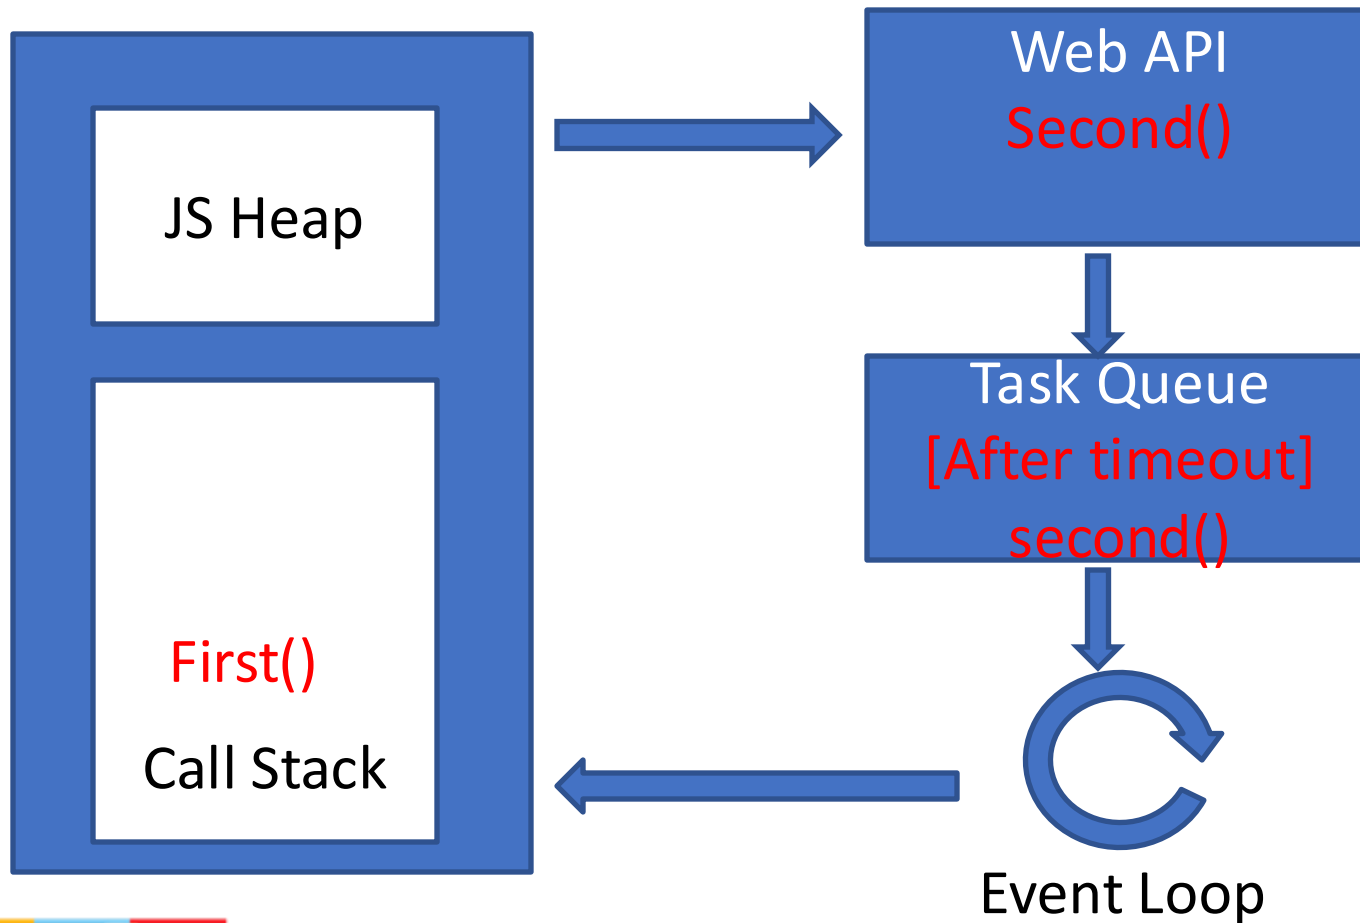 JS Heap
First()
Call Stack
Web API
Second()
Task Queue
[After timeout]
second()
Event Loop